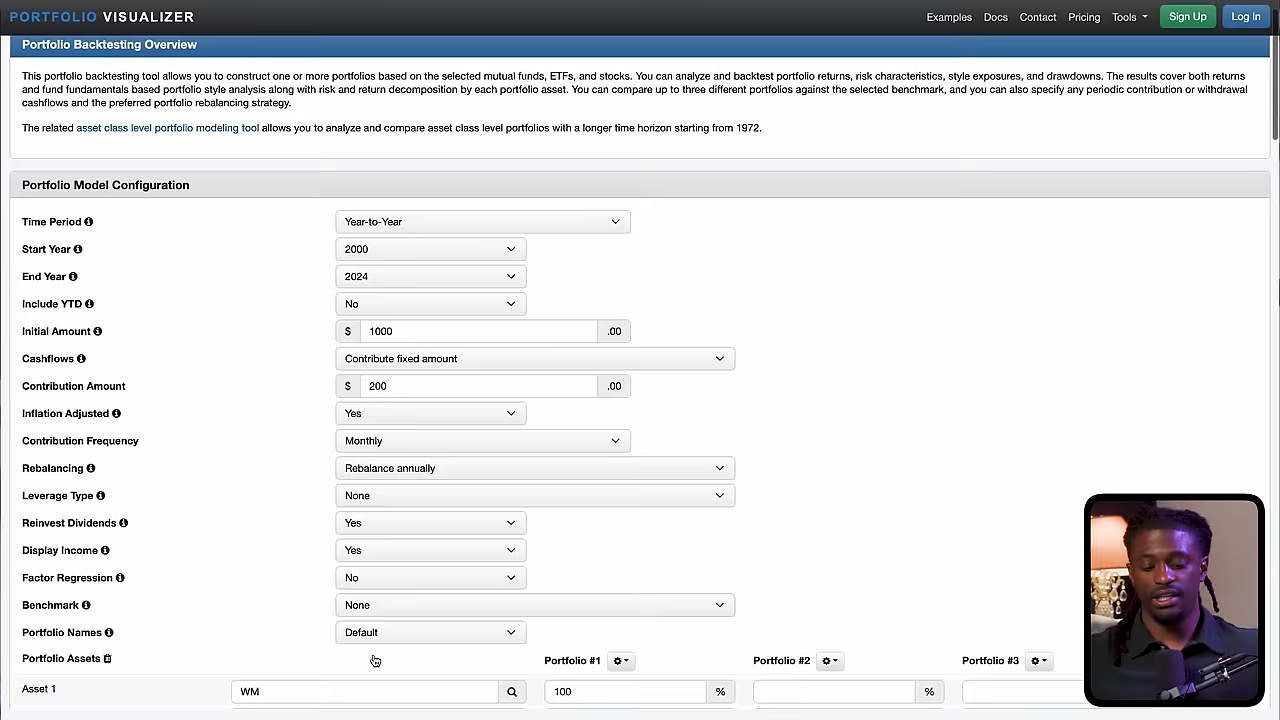 PORTFOLIO VISUALIZER Examples Docs Contact Pricing Tools Sign Up Log In
Portfolio Backtesting Overview
This portfolio backtesting tool allows you to construct one or more portfolios based on the selected mutual funds, ETFs, and stocks. You can analyze and backtest portfolio returns, risk characteristics, style exposures, and drawdowns. The results cover both returns
and fund fundamentals based portfolio style analysis along with risk and return decomposition by each portfolio asset. You can compare up to three different portfolios against the selected benchmark, and you can also specify any periodic contribution or withdrawal
cashflows and the preferred portfolio rebalancing strategy.
The related asset class level portfolio modeling tool allows you to analyze and compare asset class level portfolios with a longer time horizon starting from 1972.
Portfolio Model Configuration
Time Period Year-to-Year
Start Year 2000
End Year 2024
Include YTD No
Initial Amount $ 1000 .00
Cashflows Contribute fixed amount
Contribution Amount $ 200 .00
Inflation Adjusted Yes
Contribution Frequency Monthly
Rebalancing Rebalance annually
Leverage Type None
Reinvest Dividends Yes
Display Income Yes
Factor Regression No
Benchmark None
Portfolio Names Default
Portfolio Assets Portfolio #1 Portfolio #2 Portfolio #3
Asset 1 WM 100 % %